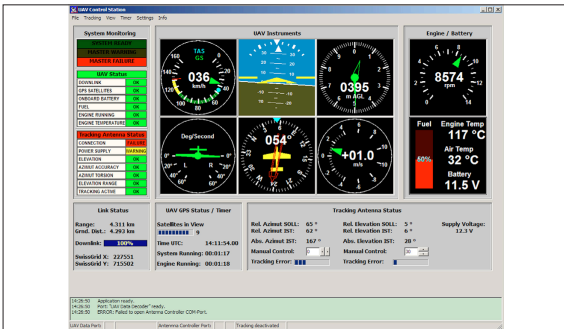 UAV Control Station
File Tracking View Timer Settings Info
System Monitoring
SYSTEM READY
MASTER WARNING
MASTER FAILURE
UAV Status
DOWNLINK OK
GPS SATELLITES OK
ONBOARD BATTERY OK
FUEL OK
ENGINE RUNNING OK
ENGINE TEMPERATURE OK
Tracking Antenna Status
CONNECTION FAILURE
POWER SUPPLY WARNING
ELEVATION OK
AZIMUT ACCURACY OK
AZIMUT TORSION OK
ELEVATION RANGE OK
TRACKING ACTIVE OK
UAV Instruments
TAS
GS
036
km/h
0395
m AGL
Deg/Second
L R
054°
+01.0
m/s
Engine / Battery
8574
rpm
Fuel
60%
Engine Temp
117 °C
Air Temp
32 °C
Battery
11.5 V
Link Status
Range: 4.311 km
Grnd. Dist.: 4.293 km
Downlink: 100%
SwissGrid X: 227551
SwissGrid Y: 715502
UAV GPS Status / Timer
Satellites in View
9
Time UTC: 14:11:54.00
System Running: 00:01:17
Engine Running: 00:01:18
Tracking Antenna Status
Rel. Azimut SOLL: 65 °
Rel. Azimut IST: 62 °
Abs. Azimut IST: 167 °
Manual Control: 0
Tracking Error:
Rel. Elevation SOLL: 5 °
Rel. Elevation IST: 6 °
Abs. Elevation IST: 20 °
Manual Control:
Tracking Error:
Supply Voltage:
12.3 V
14:26:50 Application ready.
14:26:50 Port: "UAV Data Decoder" ready.
14:26:50 ERROR: Failed to open Antenna Controller COM-Port.
UAV Data Port: Antenna Controller Port: Tracking deactivated